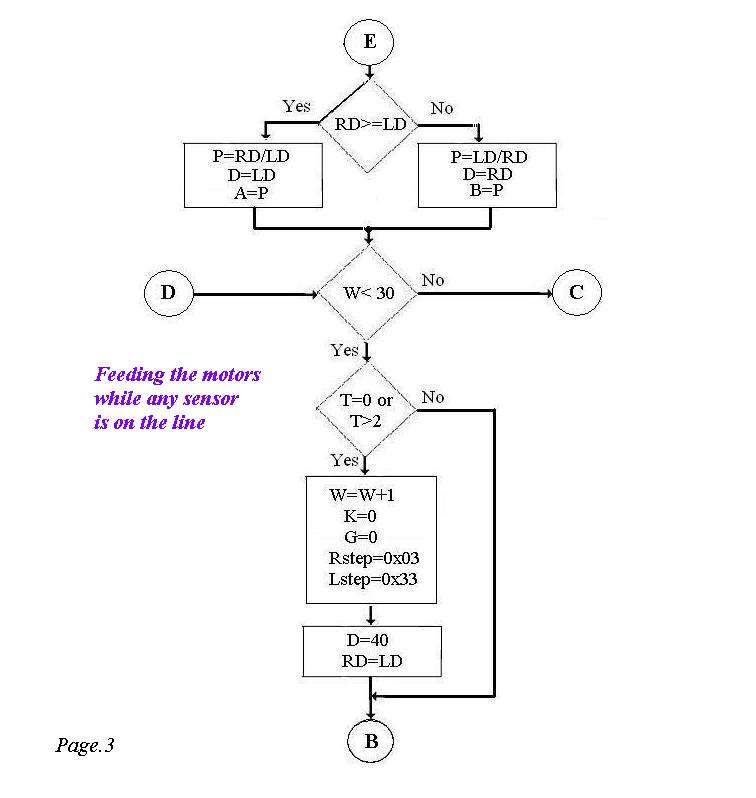 E
Yes
No
RD>=LD
P=RD/LD
D=LD
A=P
P=LD/RD
D=RD
B=P
D
W< 30
No
C
Yes
Feeding the motors
while any sensor
is on the line
T=0 or
T>2
No
Yes
W=W+1
K=0
G=0
Rstep=0x03
Lstep=0x33
D=40
RD=LD
B
Page.3